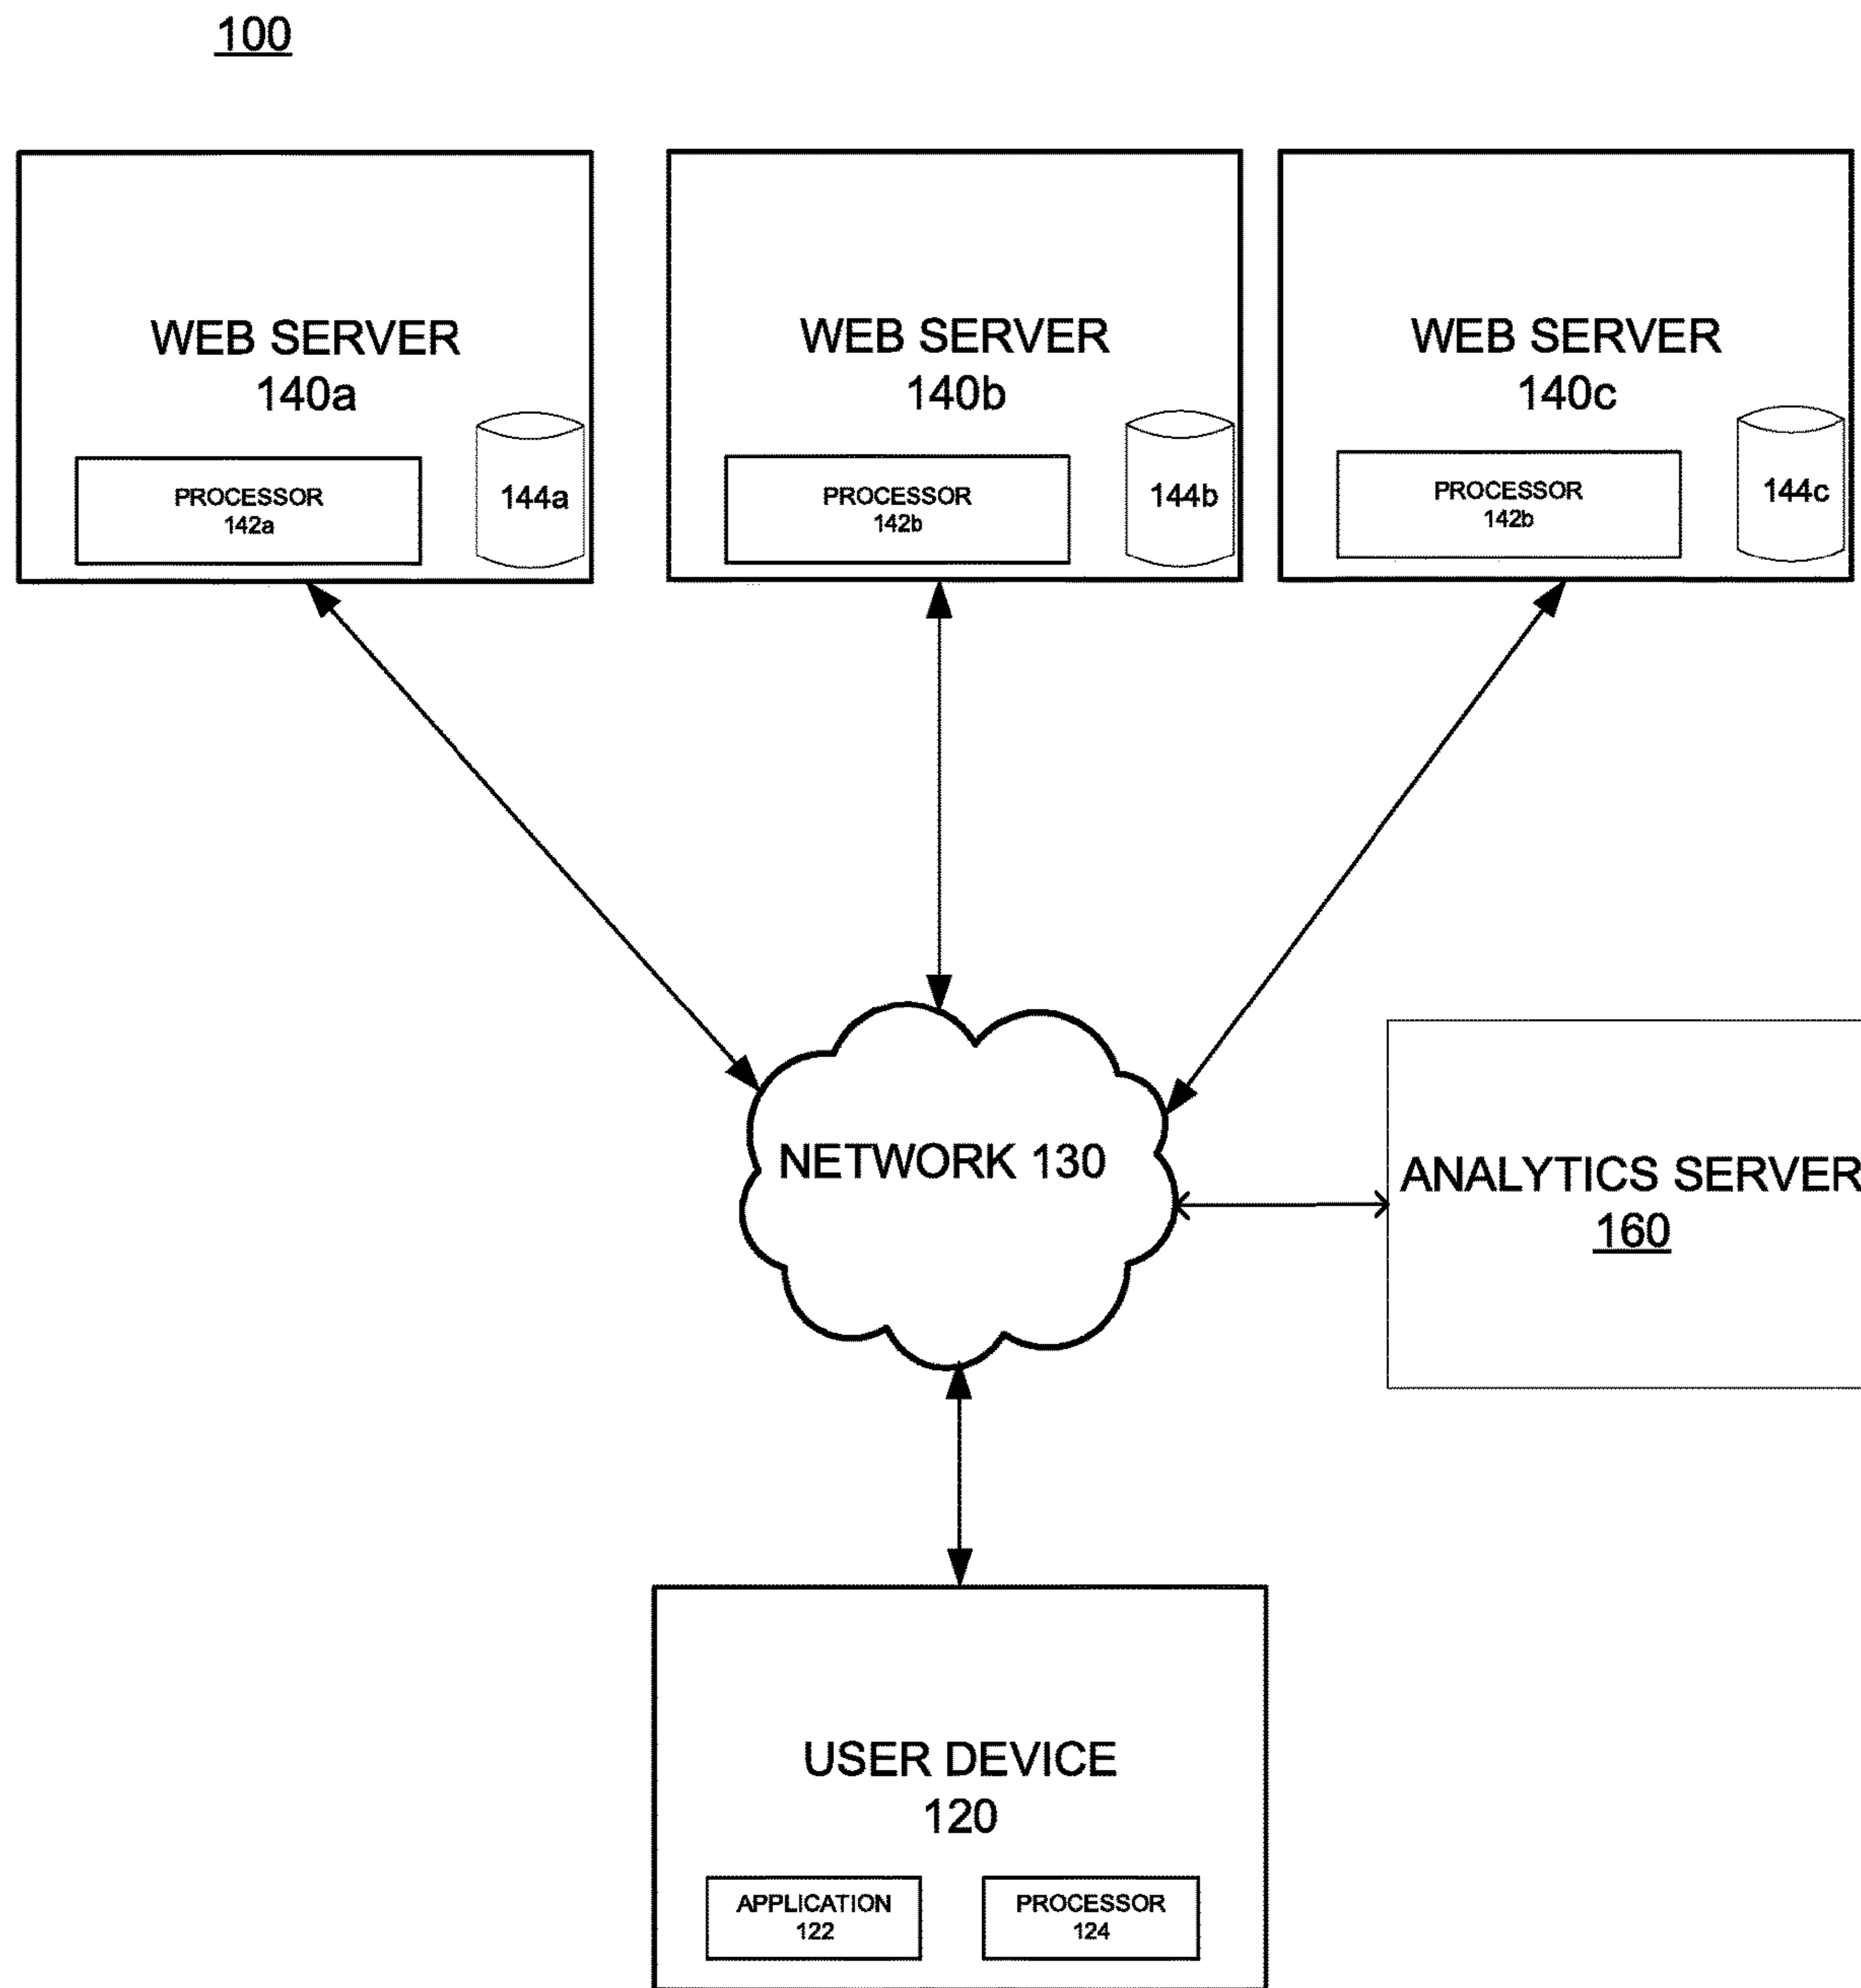 100
WEB SERVER
140a
PROCESSOR
142a
144a
WEB SERVER
140b
PROCESSOR
142b
144b
WEB SERVER
140c
PROCESSOR
142b
144c
NETWORK 130
ANALYTICS SERVER
160
USER DEVICE
120
APPLICATION
122
PROCESSOR
124